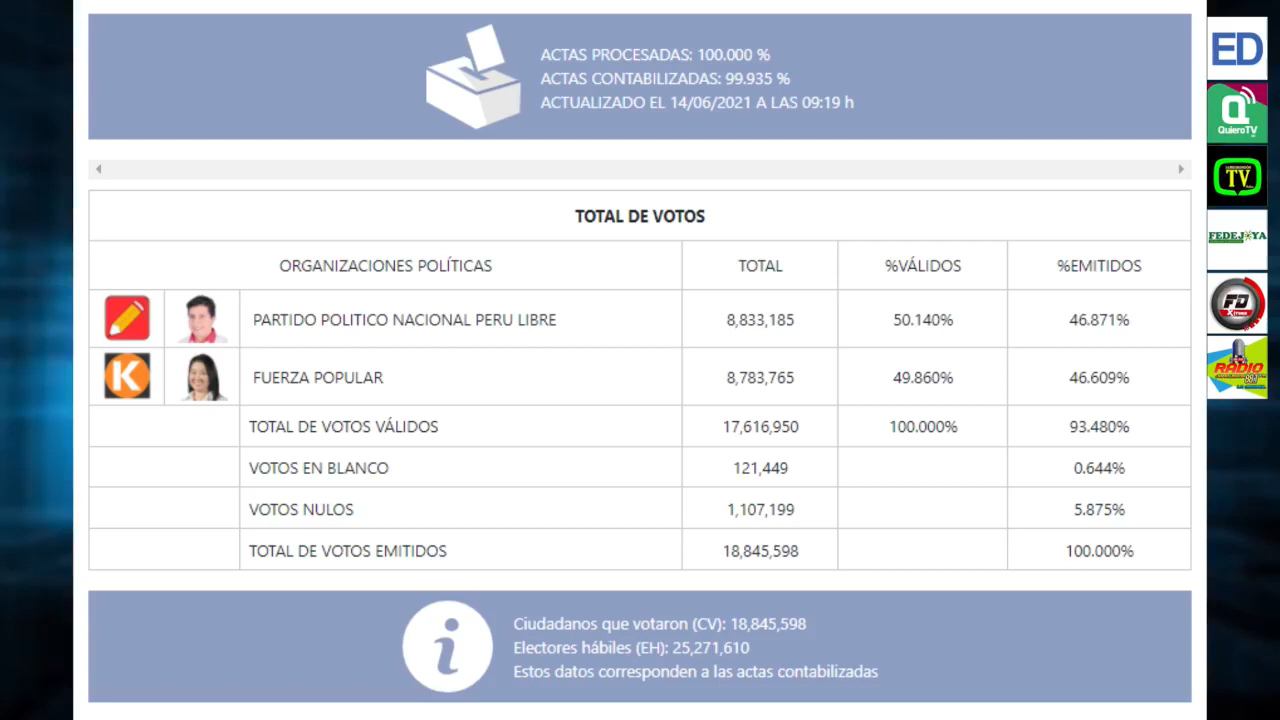 ACTAS PROCESADAS: 100.000 %
ACTAS CONTABILIZADAS: 99.935 %
ACTUALIZADO EL 14/06/2021 A LAS 09:19 h
TOTAL DE VOTOS
ORGANIZACIONES POLÍTICAS TOTAL %VÁLIDOS %EMITIDOS
PARTIDO POLITICO NACIONAL PERU LIBRE 8,833,185 50.140% 46.871%
K FUERZA POPULAR 8,783,765 49.860% 46.609%
TOTAL DE VOTOS VÁLIDOS 17,616,950 100.000% 93.480%
VOTOS EN BLANCO 121,449 0.644%
VOTOS NULOS 1,107,199 5.875%
TOTAL DE VOTOS EMITIDOS 18,845,598 100.000%
Ciudadanos que votaron (CV): 18,845,598
Electores hábiles (EH): 25,271,610
Estos datos corresponden a las actas contabilizadas
ED
QuieroTV
TV
FEDEJOYA
FD
RADIO